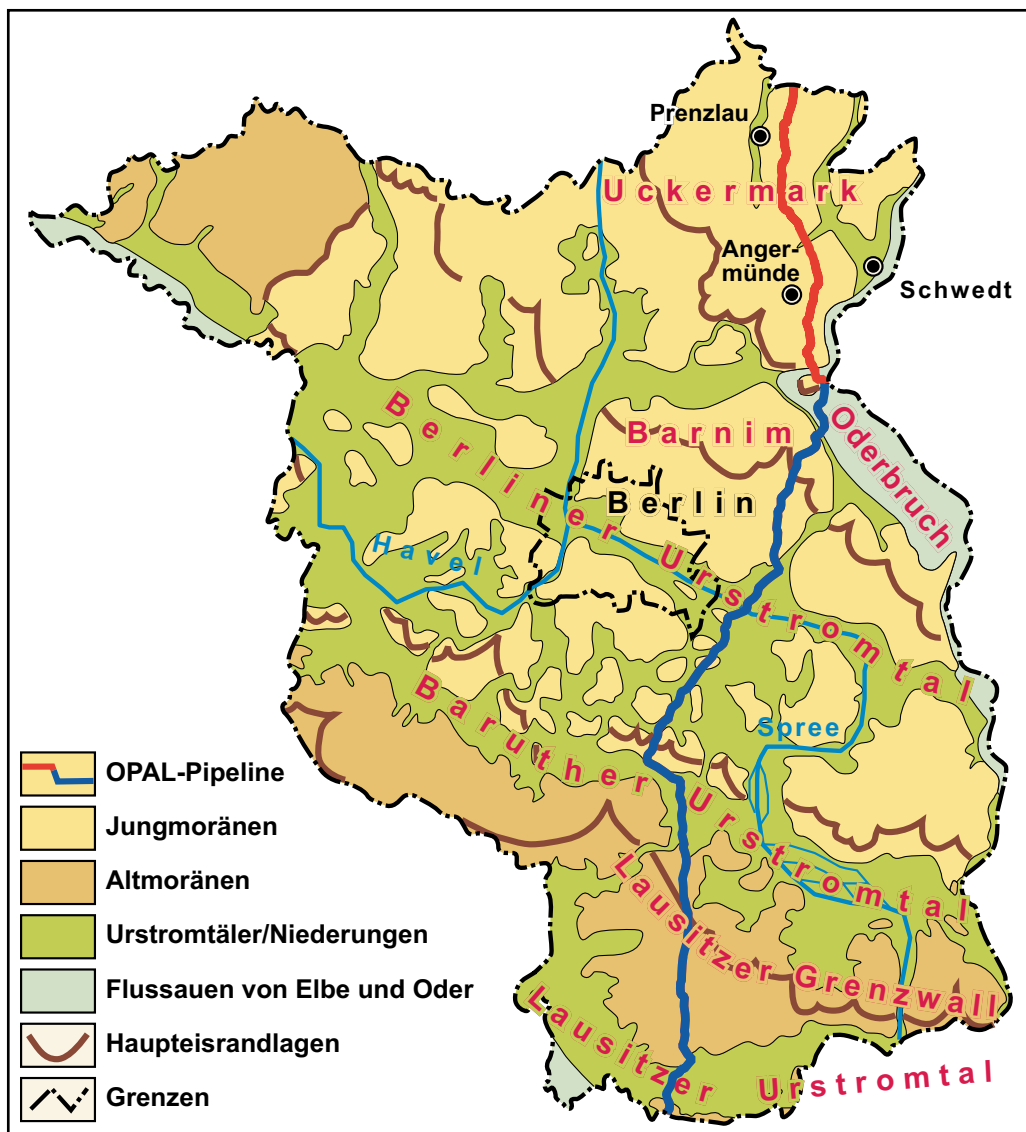 Prenzlau
Uckermark
Anger-
münde
Schwedt
Oderbruch
Barnim
Berlin
Berliner Urstromtal
Havel
Spree
Baruther Urstromtal
Lausitzer Grenzwall
Lausitzer Urstromtal
OPAL-Pipeline
Jungmoränen
Altmoränen
Urstromtäler/Niederungen
Flussauen von Elbe und Oder
Haupteisrandlagen
Grenzen